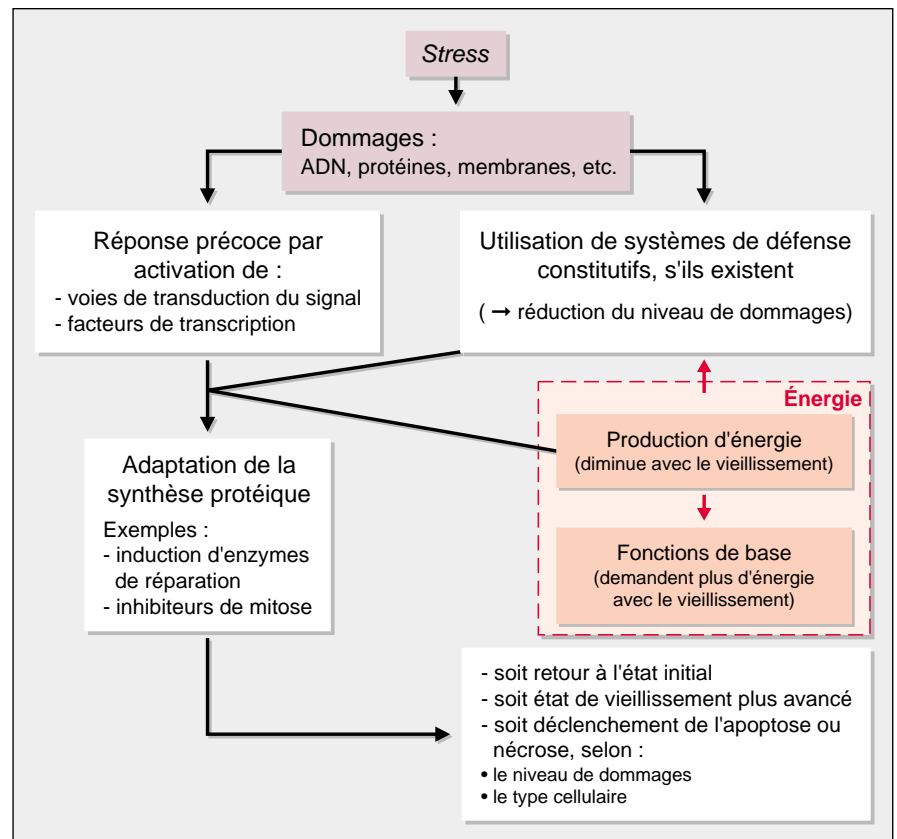 Stress
Dommages :
ADN, protéines, membranes, etc.
Réponse précoce par
activation de :
- voies de transduction du signal
- facteurs de transcription
Utilisation de systèmes de défense
constitutifs, s'ils existent
( → réduction du niveau de dommages)
Énergie
Production d'énergie
(diminue avec le vieillissement)
Fonctions de base
(demandent plus d'énergie
avec le vieillissement)
Adaptation de la
synthèse protéique
Exemples :
- induction d'enzymes
de réparation
- inhibiteurs de mitose
- soit retour à l'état initial
- soit état de vieillissement plus avancé
- soit déclenchement de l'apoptose ou
nécrose, selon :
• le niveau de dommages
• le type cellulaire